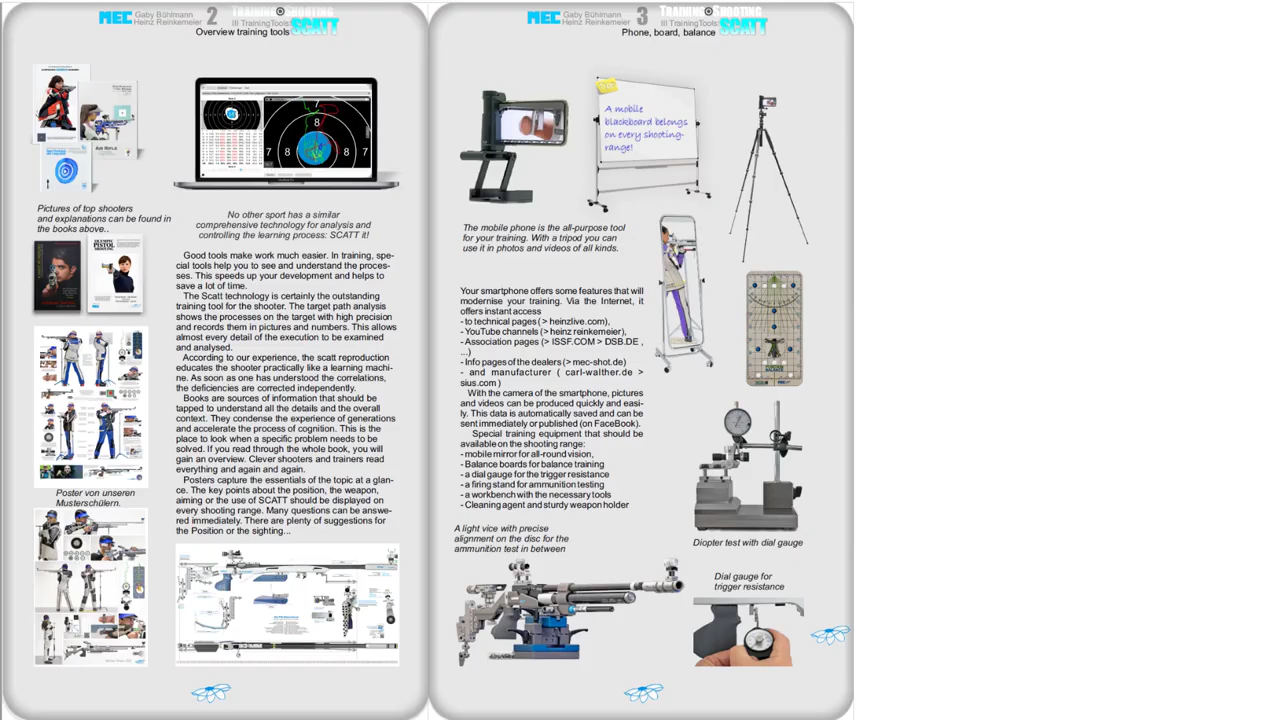 MEC Gaby Bühlmann
Heinz Reinkemeier
2
TRAINING SHOOTING
III TrainingTools:
SCATT
Overview training tools
Pictures of top shooters
and explanations can be found in
the books above..
No other sport has a similar
comprehensive technology for analysis and
controlling the learning process: SCATT it!
Good tools make work much easier. In training, spe-
cial tools help you to see and understand the proces-
ses. This speeds up your development and helps to
save a lot of time.
The Scatt technology is certainly the outstanding
training tool for the shooter. The target path analysis
shows the processes on the target with high precision
and records them in pictures and numbers. This allows
almost every detail of the execution to be examined
and analysed.
According to our experience, the scatt reproduction
educates the shooter practically like a learning machi-
ne. As soon as one has understood the correlations,
the deficiencies are corrected independently.
Books are sources of information that should be
tapped to understand all the details and the overall
context. They condense the experience of generations
and accelerate the process of cognition. This is the
place to look when a specific problem needs to be
solved. If you read through the whole book, you will
gain an overview. Clever shooters and trainers read
everything and again and again.
Posters capture the essentials of the topic at a glan-
ce. The key points about the position, the weapon,
aiming or the use of SCATT should be displayed on
every shooting range. Many questions can be answe-
red immediately. There are plenty of suggestions for
the Position or the sighting...
OLYMPIC
PISTOL
SHOOTING
AIR RIFLE
7
8
7 8 8 7
Poster von unseren
Musterschülern.
MEC Gaby Bühlmann
Heinz Reinkemeier
3
TRAINING SHOOTING
III TrainingTools:
SCATT
Phone, board, balance
A mobile
blackboard belongs
on every shooting-
range!
The mobile phone is the all-purpose tool
for your training. With a tripod you can
use it in photos and videos of all kinds.
Your smartphone offers some features that will
modernise your training. Via the Internet, it
offers instant access
- to technical pages ( > heinzlive.com),
- YouTube channels (> heinz reinkemeier),
- Association pages (> ISSF.COM > DSB.DE ,
...)
- Info pages of the dealers (> mec-shot.de)
- and manufacturer ( carl-walther.de >
sius.com )
With the camera of the smartphone, pictures
and videos can be produced quickly and easi-
ly. This data is automatically saved and can be
sent immediately or published (on FaceBook).
Special training equipment that should be
available on the shooting range:
- mobile mirror for all-round vision,
- Balance boards for balance training
- a dial gauge for the trigger resistance
- a firing stand for ammunition testing
- a workbench with the necessary tools
- Cleaning agent and sturdy weapon holder
A light vice with precise
alignment on the disc for the
ammunition test in between
Diopter test with dial gauge
Dial gauge for
trigger resistance